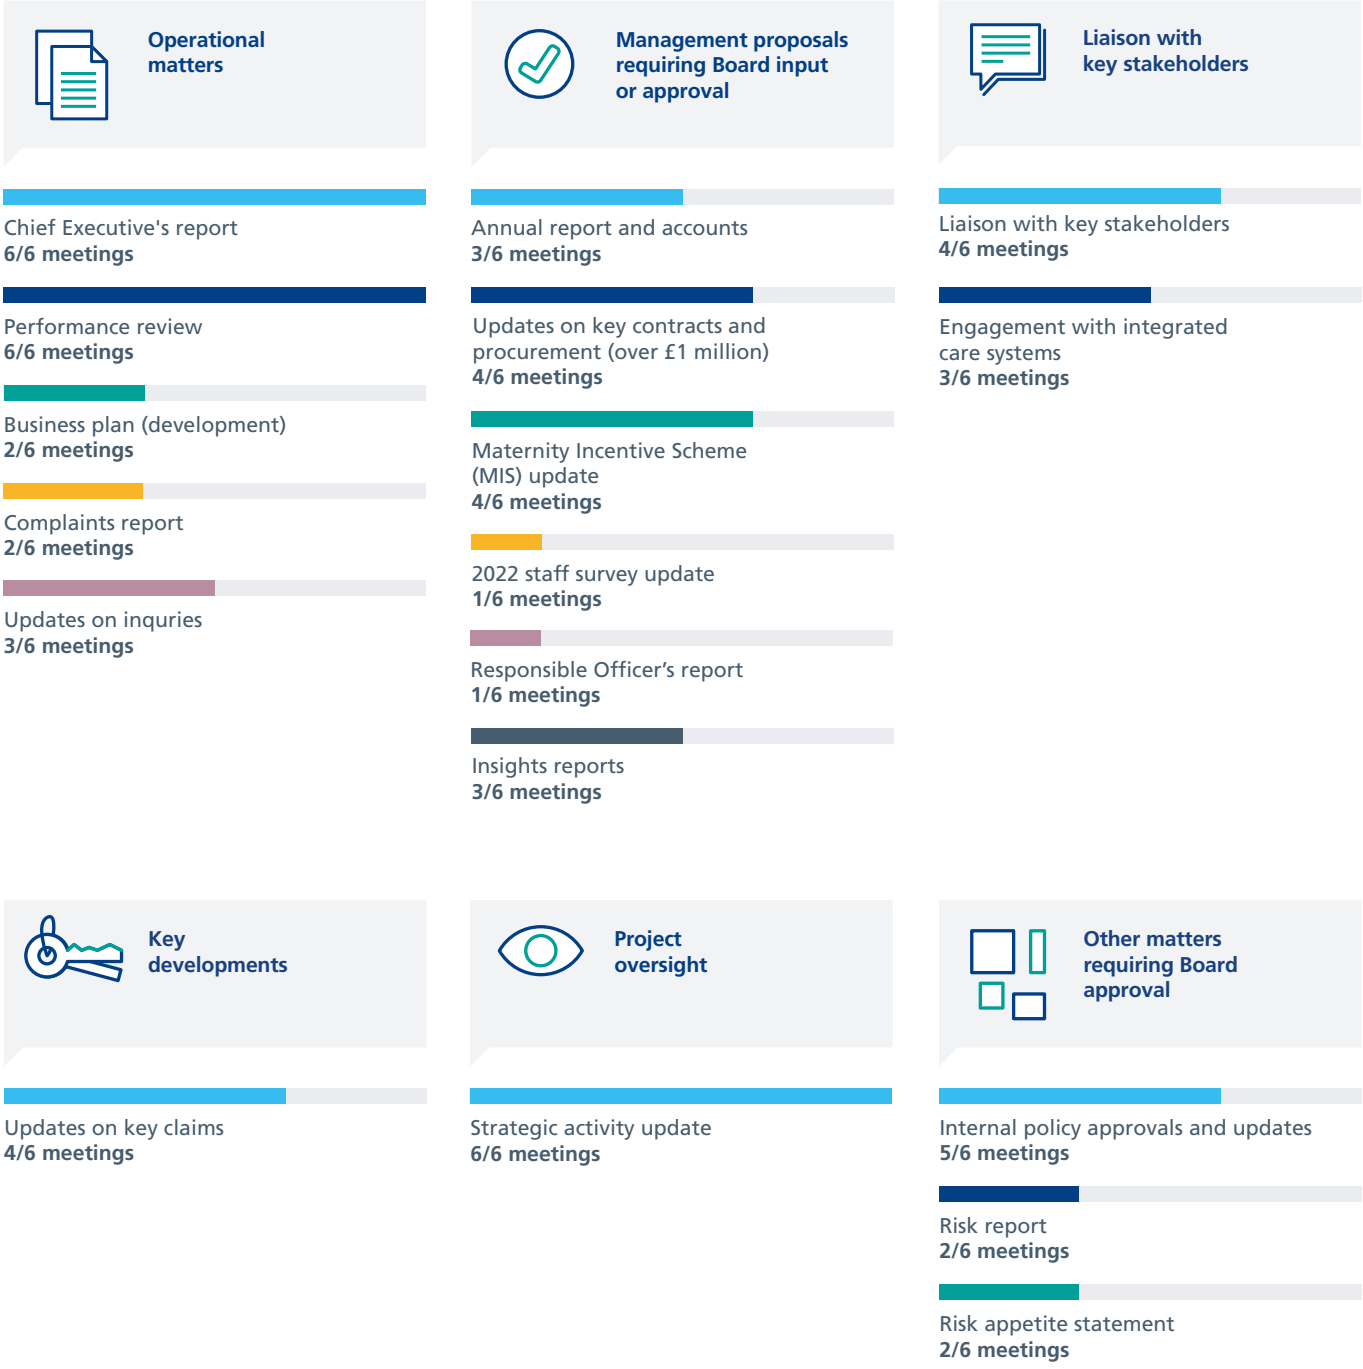 Operational
matters
Chief Executive's report
6/6 meetings
Performance review
6/6 meetings
Business plan (development)
2/6 meetings
Complaints report
2/6 meetings
Updates on inquries
3/6 meetings
Management proposals
requiring Board input
or approval
Annual report and accounts
3/6 meetings
Updates on key contracts and
procurement (over £1 million)
4/6 meetings
Maternity Incentive Scheme
(MIS) update
4/6 meetings
2022 staff survey update
1/6 meetings
Responsible Officer’s report
1/6 meetings
Insights reports
3/6 meetings
Liaison with
key stakeholders
Liaison with key stakeholders
4/6 meetings
Engagement with integrated
care systems
3/6 meetings
Key
developments
Updates on key claims
4/6 meetings
Project
oversight
Strategic activity update
6/6 meetings
Other matters
requiring Board
approval
Internal policy approvals and updates
5/6 meetings
Risk report
2/6 meetings
Risk appetite statement
2/6 meetings